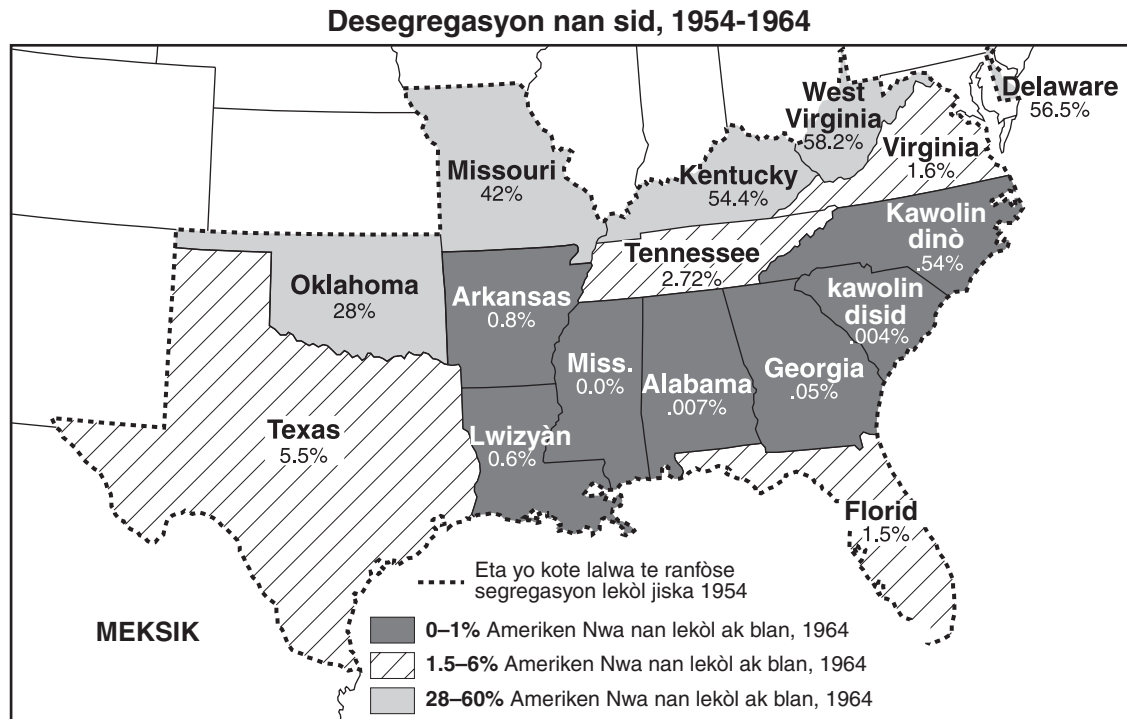 Desegregasyon nan sid, 1954-1964
West
Virginia
58.2%
Delaware
56.5%
Virginia
1.6%
Missouri
42%
Kentucky
54.4%
Kawolin
dinò
.54%
Tennessee
2.72%
Oklahoma
28%
Arkansas
0.8%
kawolin
disid
.004%
Miss.
0.0%
Alabama
.007%
Georgia
.05%
Texas
5.5%
Lwizyàn
0.6%
Florid
1.5%
MEKSIK
Eta yo kote lalwa te ranfòse
segregasyon lekòl jiska 1954
0–1% Ameriken Nwa nan lekòl ak blan, 1964
1.5–6% Ameriken Nwa nan lekòl ak blan, 1964
28–60% Ameriken Nwa nan lekòl ak blan, 1964